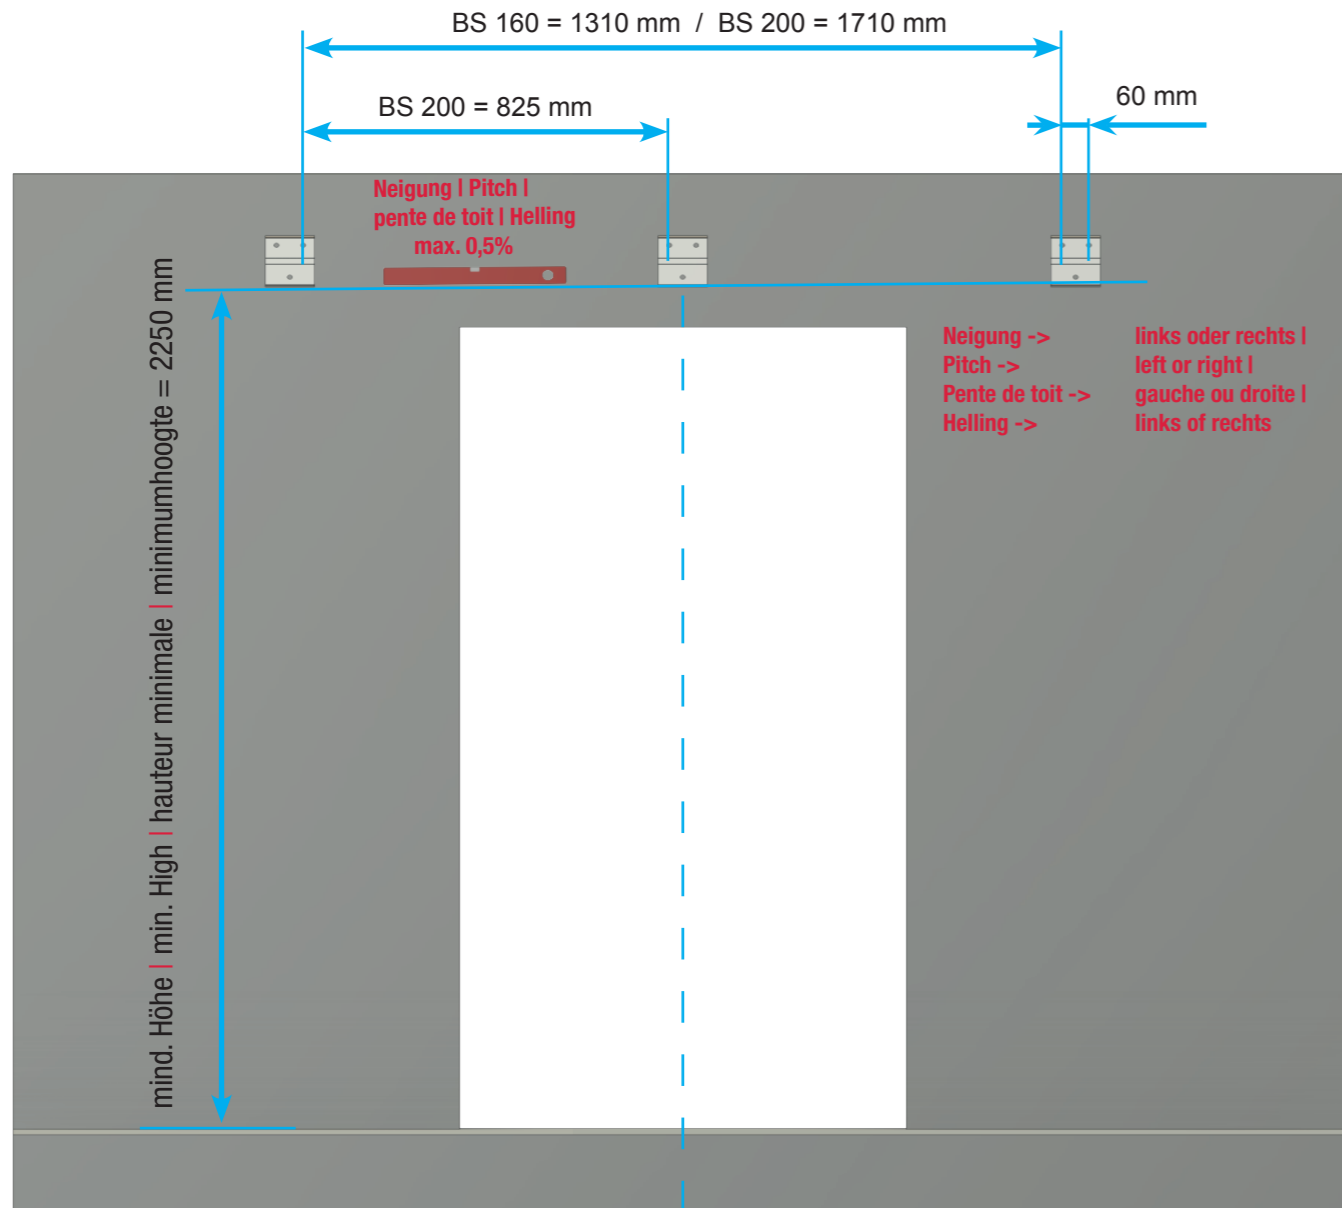 BS 160 = 1310 mm / BS 200 = 1710 mm
BS 200 = 825 mm
60 mm
Neigung | Pitch |
pente de toit | Helling
max. 0,5%
mind. Höhe | min. High | hauteur minimale | minimumhoogte = 2250 mm
Neigung -> links oder rechts |
Pitch -> left or right |
Pente de toit -> gauche ou droite |
Helling -> links of rechts